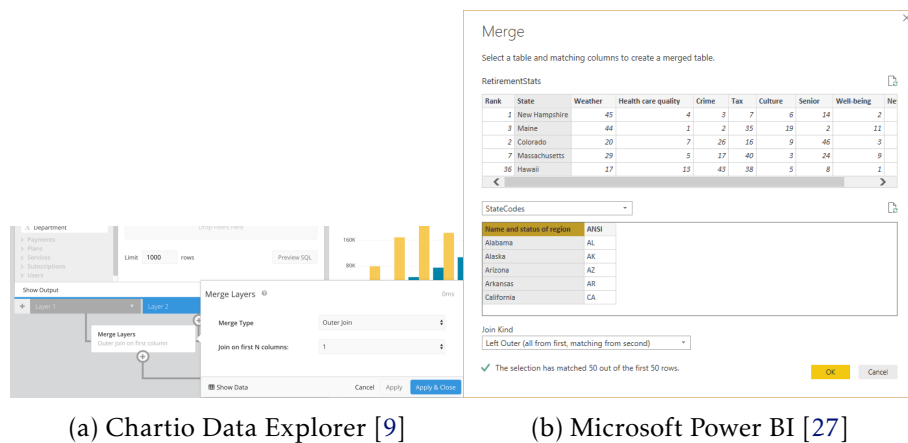 Merge
Select a table and matching columns to create a merged table.
RetirementStats
Rank State Weather Health care quality Crime Tax Culture Senior Well-being Ne
1 New Hampshire 45 4 3 7 6 14 2
3 Maine 44 1 2 35 19 2 11
2 Colorado 20 7 26 16 9 46 3
7 Massachusetts 29 5 17 40 3 24 9
36 Hawaii 17 13 43 38 5 8 1
StateCodes
Name and status of region ANSI
Alabama AL
Alaska AK
Arizona AZ
Arkansas AR
California CA
Join Kind
Left Outer (all from first, matching from second)
The selection has matched 50 out of the first 50 rows.
OK Cancel
A Department
Payments
Plans
Services
Subscriptions
Users
Drop Filters Here
Limit 1000 rows Preview SQL
160K
80K
Show Output
+ Layer 1 Layer 2
Merge Layers
Outer join on first column
Merge Layers 0ms
Merge Type Outer Join
Join on first N columns: 1
Show Data Cancel Apply Apply & Close
(a) Chartio Data Explorer [9]
(b) Microsoft Power BI [27]